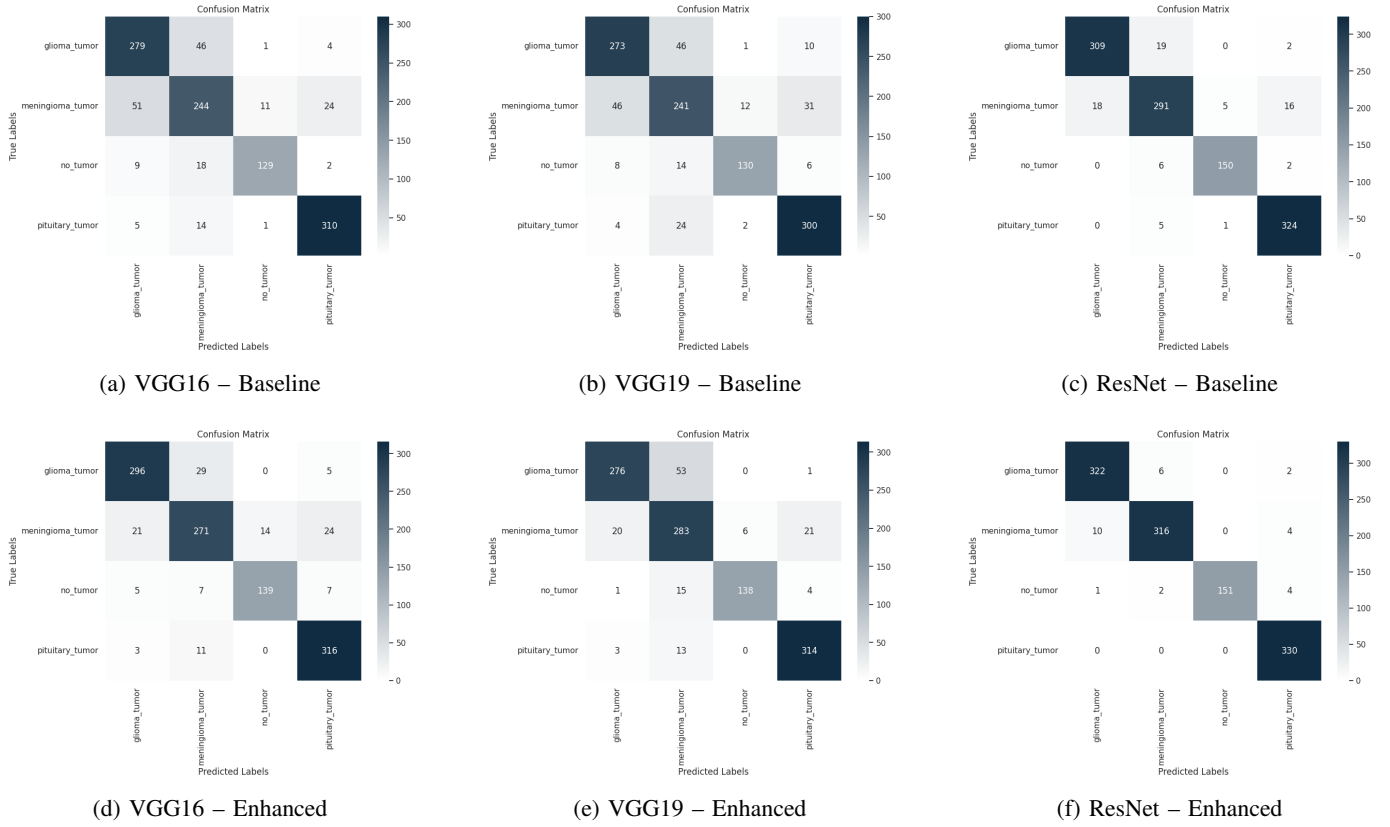 Confusion Matrix
glioma_tumor 279 46 1 4
meningioma_tumor 51 244 11 24
no_tumor 9 18 129 2
pituitary_tumor 5 14 1 310
True Labels
glioma_tumor meningioma_tumor no_tumor pituitary_tumor
Predicted Labels
300
250
200
150
100
50
(a) VGG16 – Baseline
Confusion Matrix
glioma_tumor 273 46 1 10
meningioma_tumor 46 241 12 31
no_tumor 8 14 130 6
pituitary_tumor 4 24 2 300
True Labels
glioma_tumor meningioma_tumor no_tumor pituitary_tumor
Predicted Labels
300
250
200
150
100
50
(b) VGG19 – Baseline
Confusion Matrix
glioma_tumor 309 19 0 2
meningioma_tumor 18 291 5 16
no_tumor 0 6 150 2
pituitary_tumor 0 5 1 324
True Labels
glioma_tumor meningioma_tumor no_tumor pituitary_tumor
Predicted Labels
300
250
200
150
100
50
0
(c) ResNet – Baseline
Confusion Matrix
glioma_tumor 296 29 0 5
meningioma_tumor 21 271 14 24
no_tumor 5 7 139 7
pituitary_tumor 3 11 0 316
True Labels
glioma_tumor meningioma_tumor no_tumor pituitary_tumor
Predicted Labels
300
250
200
150
100
50
0
(d) VGG16 – Enhanced
Confusion Matrix
glioma_tumor 276 53 0 1
meningioma_tumor 20 283 6 21
no_tumor 1 15 138 4
pituitary_tumor 3 13 0 314
True Labels
glioma_tumor meningioma_tumor no_tumor pituitary_tumor
Predicted Labels
300
250
200
150
100
50
0
(e) VGG19 – Enhanced
Confusion Matrix
glioma_tumor 322 6 0 2
meningioma_tumor 10 316 0 4
no_tumor 1 2 151 4
pituitary_tumor 0 0 0 330
True Labels
glioma_tumor meningioma_tumor no_tumor pituitary_tumor
Predicted Labels
300
250
200
150
100
50
0
(f) ResNet – Enhanced